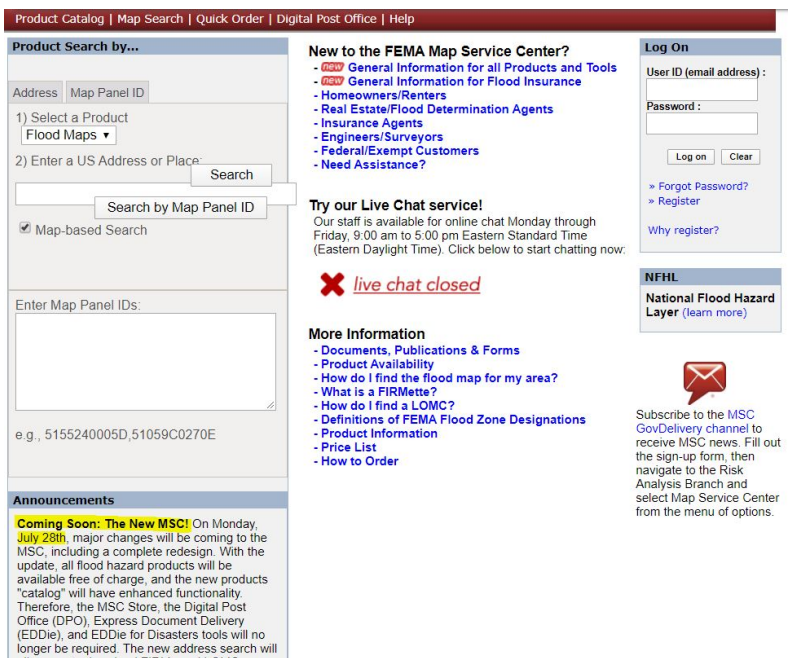 Product Catalog | Map Search | Quick Order | Digital Post Office | Help
Product Search by...
Address
Map Panel ID
1) Select a Product
Flood Maps
2) Enter a US Address or Place:
Search
Search by Map Panel ID
Map-based Search
Enter Map Panel IDs:
e.g., 5155240005D,51059C0270E
Announcements
Coming Soon: The New MSC! On Monday,
July 28th, major changes will be coming to the
MSC, including a complete redesign. With the
update, all flood hazard products will be
available free of charge, and the new products
"catalog" will have enhanced functionality.
Therefore, the MSC Store, the Digital Post
Office (DPO), Express Document Delivery
(EDDie), and EDDie for Disasters tools will no
longer be required. The new address search will
New to the FEMA Map Service Center?
- new General Information for all Products and Tools
- new General Information for Flood Insurance
- Homeowners/Renters
- Real Estate/Flood Determination Agents
- Insurance Agents
- Engineers/Surveyors
- Federal/Exempt Customers
- Need Assistance?
Try our Live Chat service!
Our staff is available for online chat Monday through
Friday, 9:00 am to 5:00 pm Eastern Standard Time
(Eastern Daylight Time). Click below to start chatting now:
live chat closed
More Information
- Documents, Publications & Forms
- Product Availability
- How do I find the flood map for my area?
- What is a FIRMette?
- How do I find a LOMC?
- Definitions of FEMA Flood Zone Designations
- Product Information
- Price List
- How to Order
Log On
User ID (email address) :
Password :
Log on
Clear
» Forgot Password?
» Register
Why register?
NFHL
National Flood Hazard
Layer (learn more)
Subscribe to the MSC
GovDelivery channel to
receive MSC news. Fill out
the sign-up form, then
navigate to the Risk
Analysis Branch and
select Map Service Center
from the menu of options.